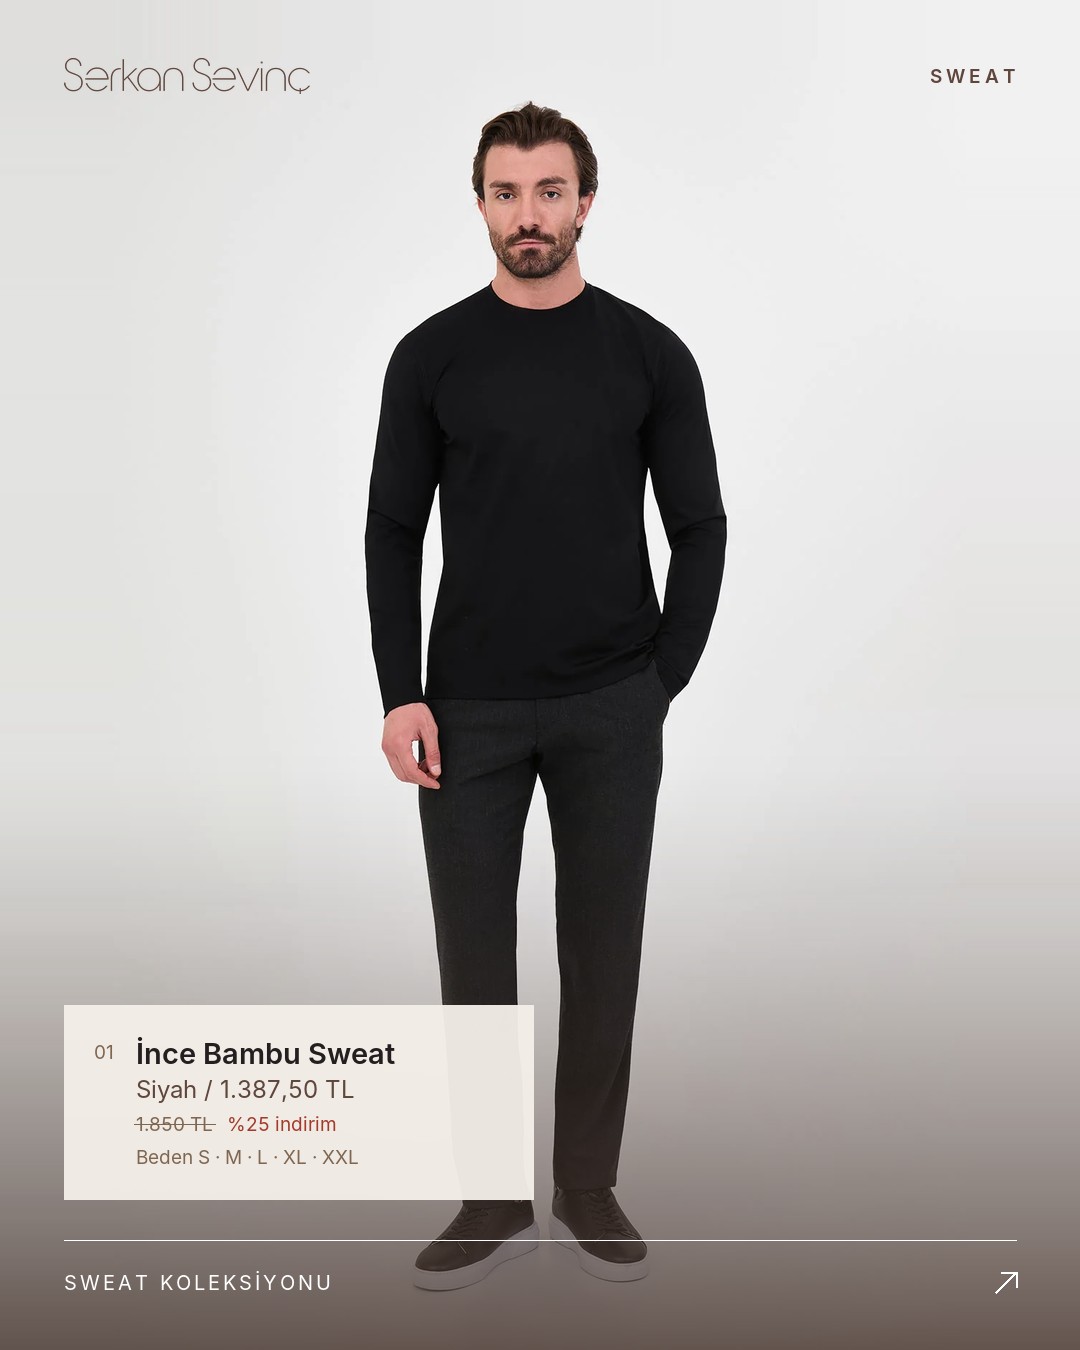 Serkan Sevinç
SWEAT
01
İnce Bambu Sweat
Siyah / 1.387,50 TL
1.850 TL %25 indirim
Beden S · M · L · XL · XXL
SWEAT KOLEKSİYONU